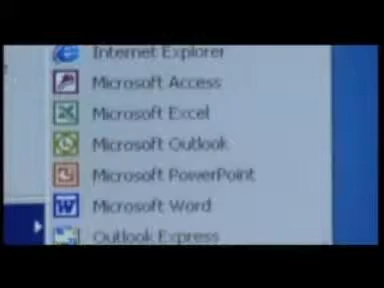 Internet Explorer
Microsoft Access
Microsoft Excel
Microsoft Outlook
Microsoft PowerPoint
Microsoft Word
Outlook Express